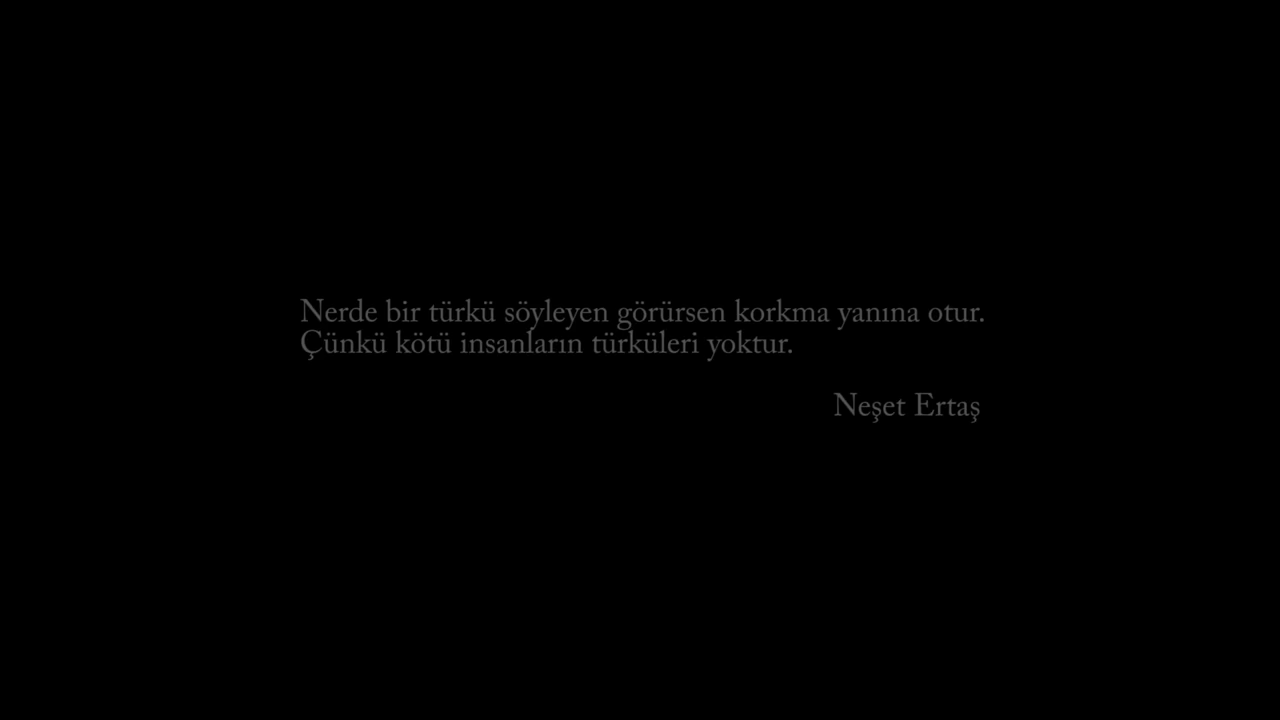 Nerde bir türkü söyleyen görürsen korkma yanına otur.
Çünkü kötü insanların türküleri yoktur.
Neşet Ertaş